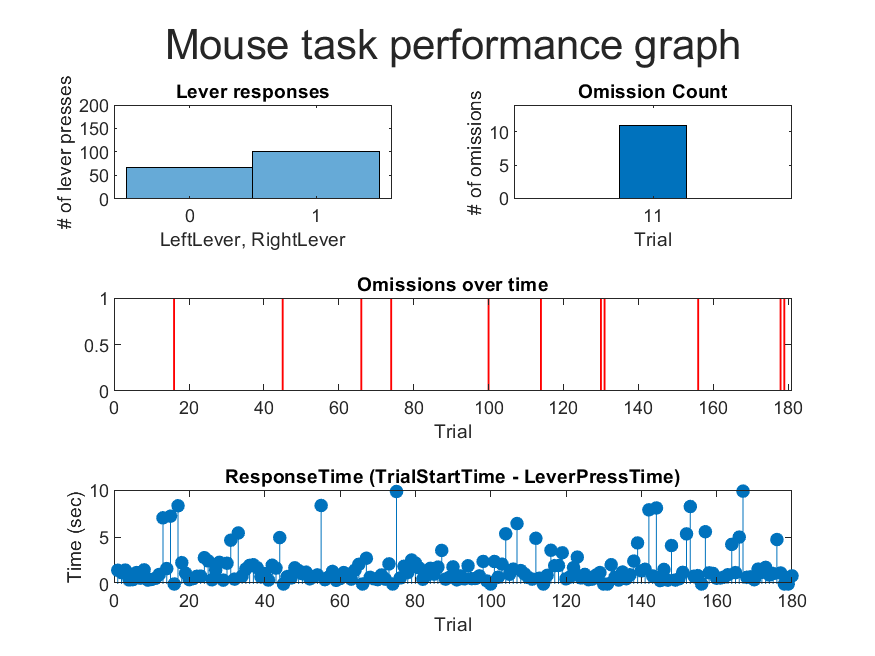 Mouse task performance graph
Lever responses
# of lever presses
200
150
100
50
0
0 1
LeftLever, RightLever
Omission Count
# of omissions
10
5
0
11
Trial
Omissions over time
1
0.5
0
0 20 40 60 80 100 120 140 160 180
Trial
ResponseTime (TrialStartTime - LeverPressTime)
Time (sec)
10
5
0
0 20 40 60 80 100 120 140 160 180
Trial